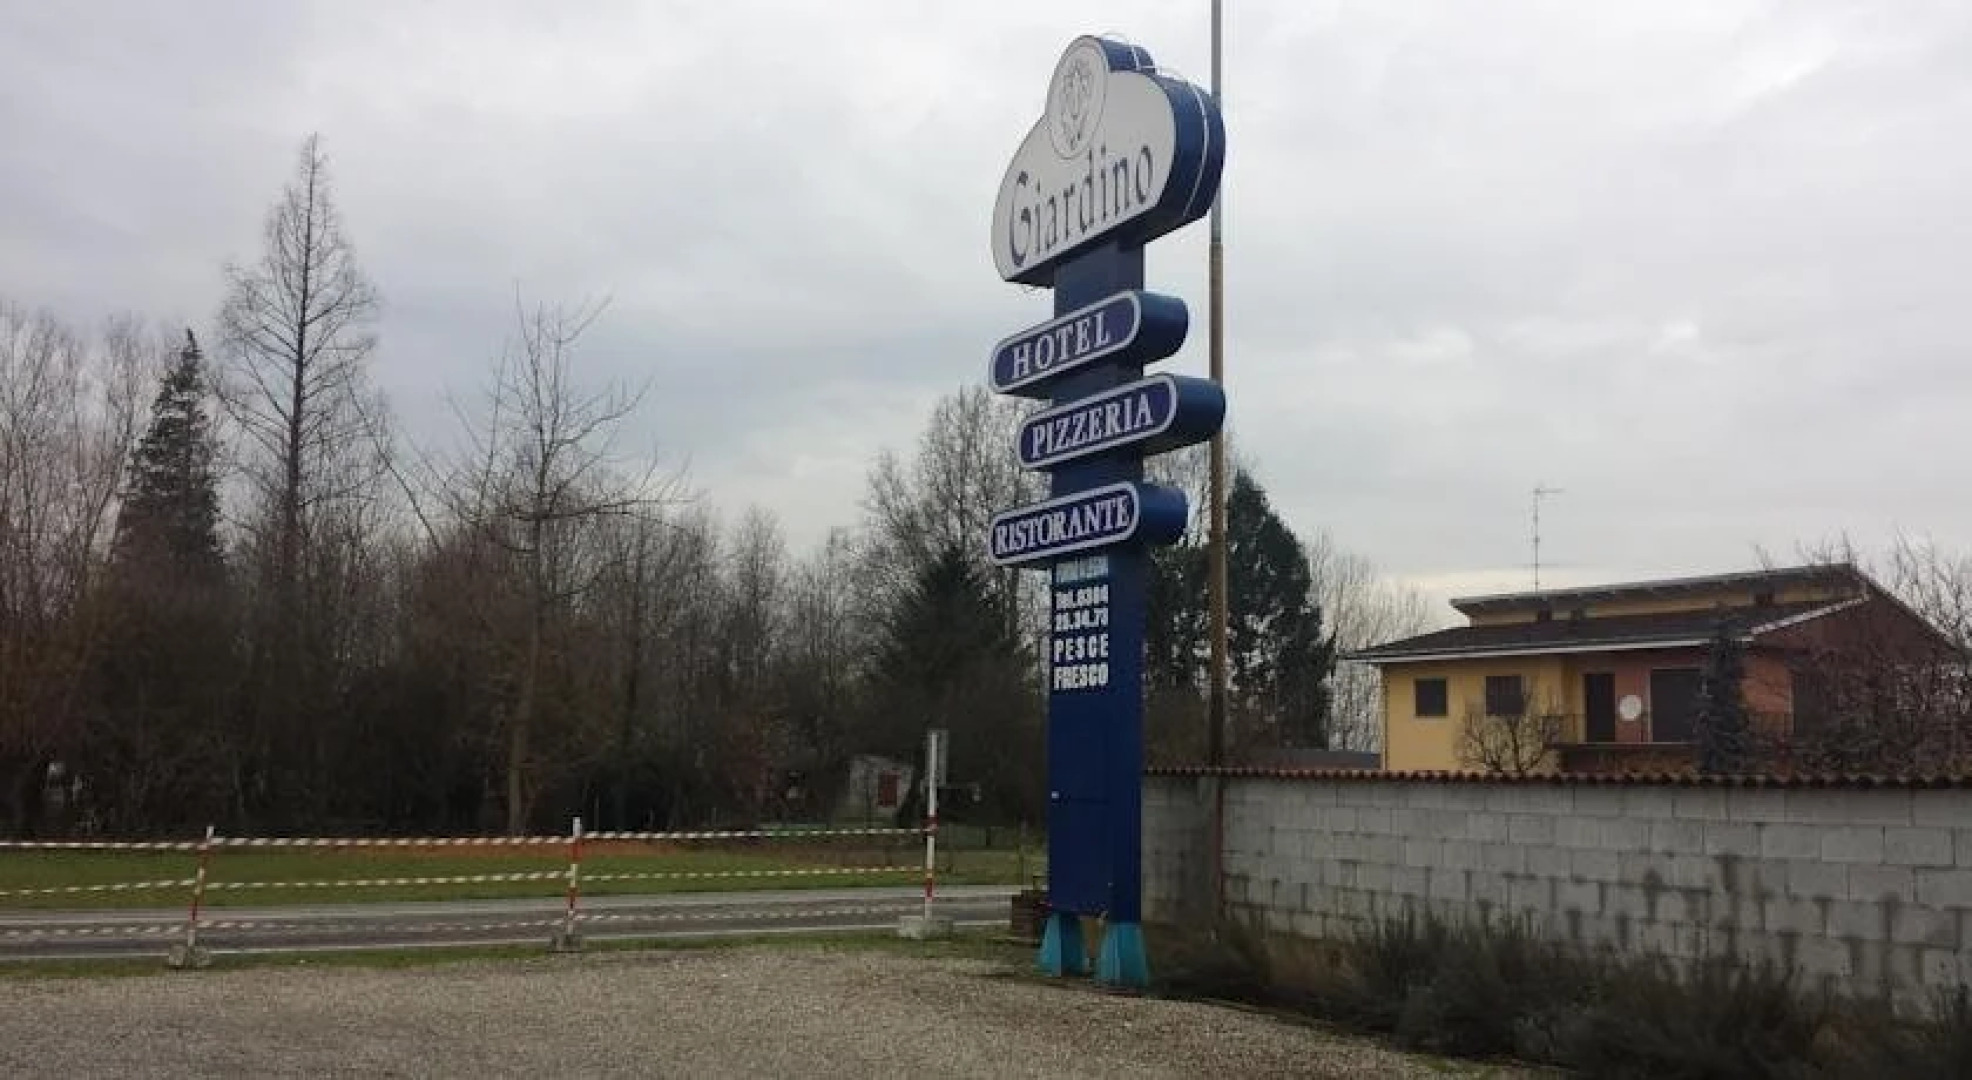 Giardino
HOTEL
PIZZERIA
RISTORANTE
PESCE
FRESCO